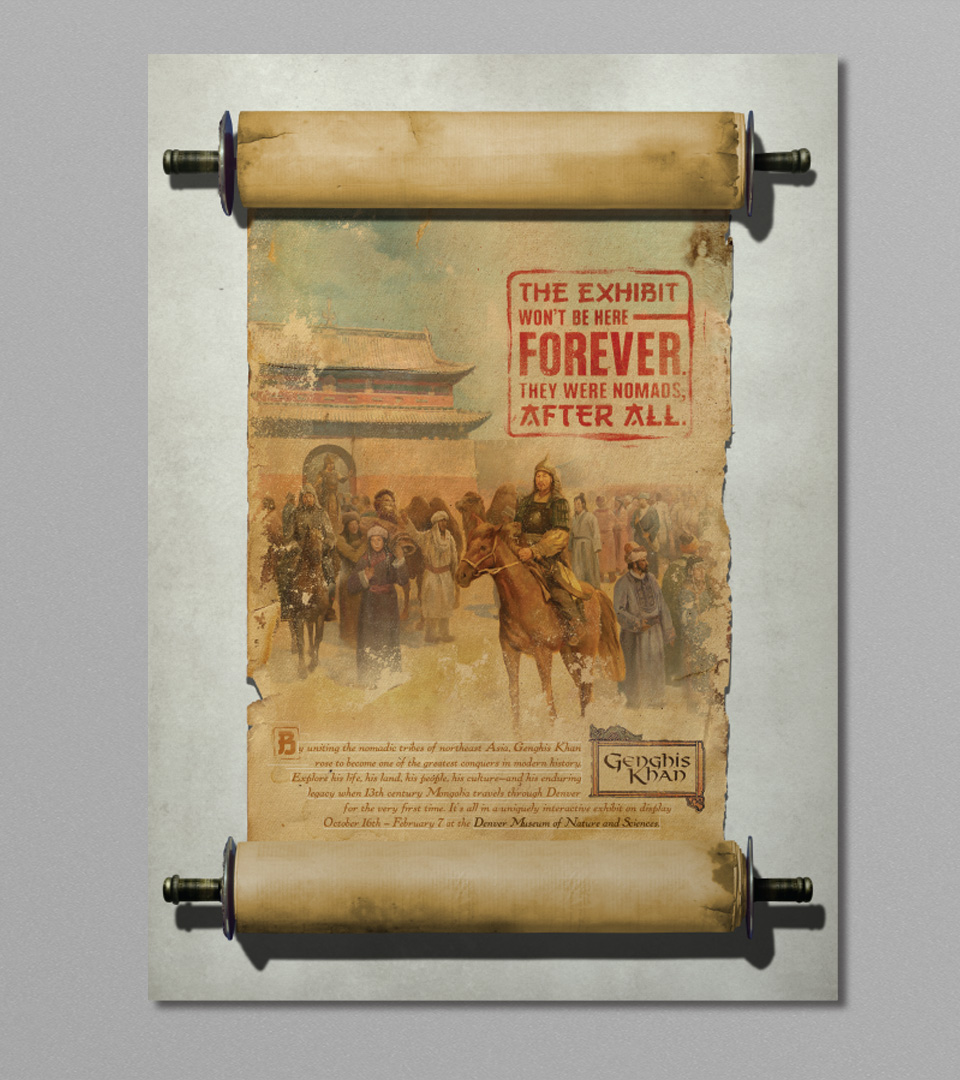 THE EXHIBIT
WON'T BE HERE
FOREVER.
THEY WERE NOMADS,
AFTER ALL.
By uniting the nomadic tribes of northeast Asia, Genghis Khan
rose to become one of the greatest conquers in modern history.
Explore his life, his land, his people, his culture—and his enduring
legacy when 13th century Mongolia travels through Denver
for the very first time. It's all in a uniquely interactive exhibit on display
October 16th – February 7 at the Denver Museum of Nature and Sciences.
Genghis
Khan